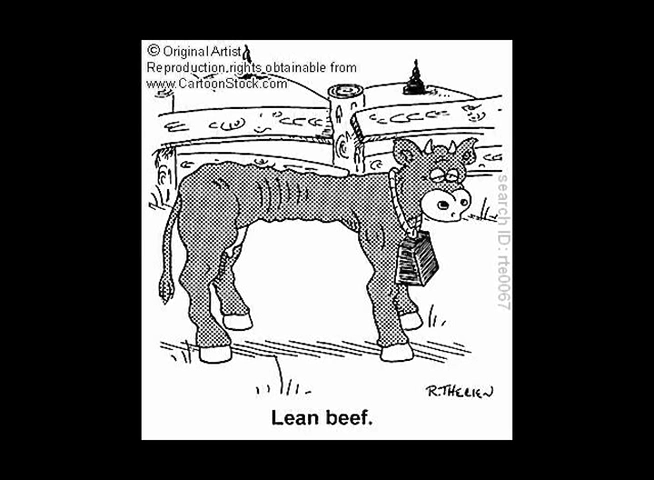 © Original Artist
Reproduction rights obtainable from
www.CartoonStock.com
search ID: rte0067
R.THERIEN
Lean beef.